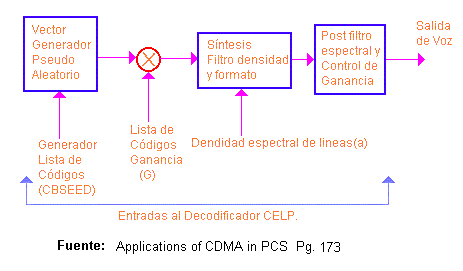 Vector
Generador
Pseudo
Aleatorio
Síntesis
Filtro densidad
y formato
Post filtro
espectral y
Control de
Ganancia
Salida
de Voz
Generador
Lista de
Códigos
(CBSEED)
Lista de
Códigos
Ganancia
(G)
Dendidad espectral de lineas(a)
Entradas al Decodificador CELP.
Fuente: Applications of CDMA in PCS Pg. 173